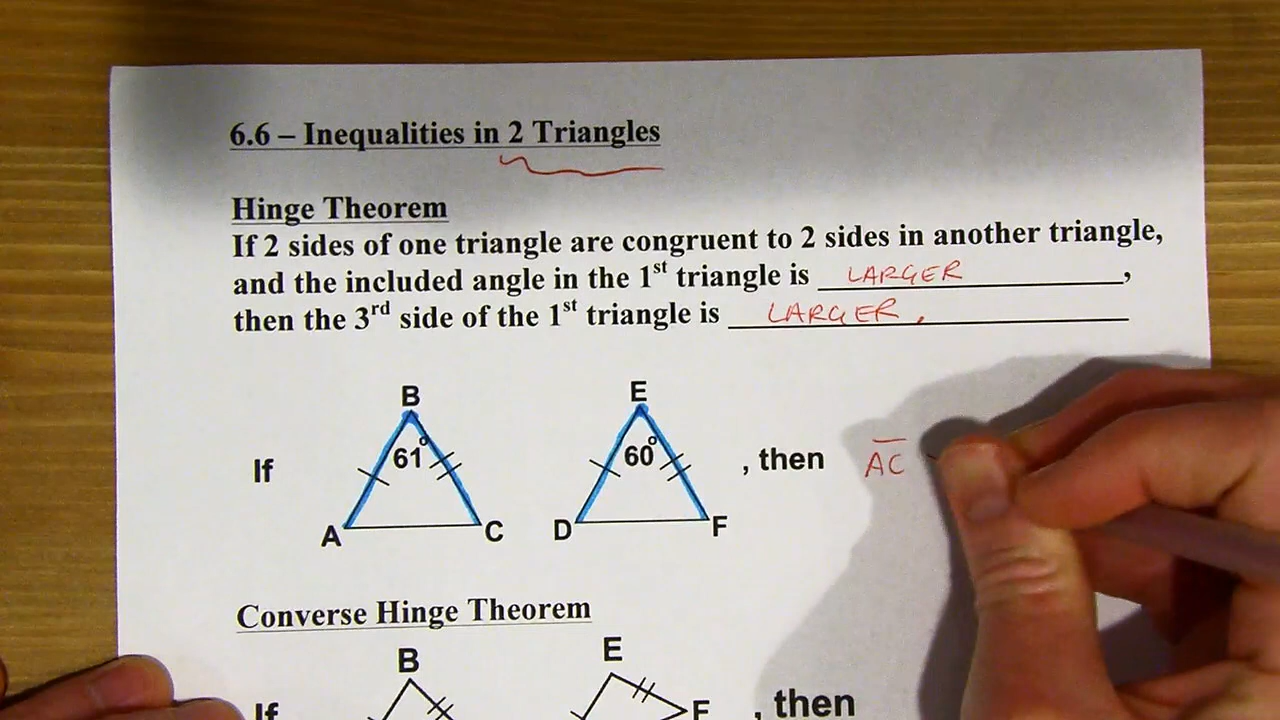 6.6 – Inequalities in 2 Triangles
Hinge Theorem
If 2 sides of one triangle are congruent to 2 sides in another triangle,
and the included angle in the 1st triangle is LARGER,
then the 3rd side of the 1st triangle is LARGER.
B E
61° 60°
If , then AC
A C D F
Converse Hinge Theorem
B E
If F , then